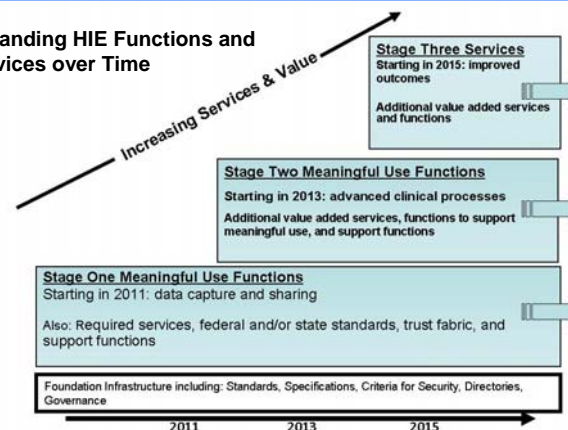 anding HIE Functions and
vices over Time
Increasing Services & Value
Stage Three Services
Starting in 2015: improved
outcomes
Additional value added services
and functions
Stage Two Meaningful Use Functions
Starting in 2013: advanced clinical processes
Additional value added services, functions to support
meaningful use, and support functions
Stage One Meaningful Use Functions
Starting in 2011: data capture and sharing
Also: Required services, federal and/or state standards, trust fabric, and
support functions
Foundation Infrastructure including: Standards, Specifications, Criteria for Security, Directories,
Governance
2011 2013 2015